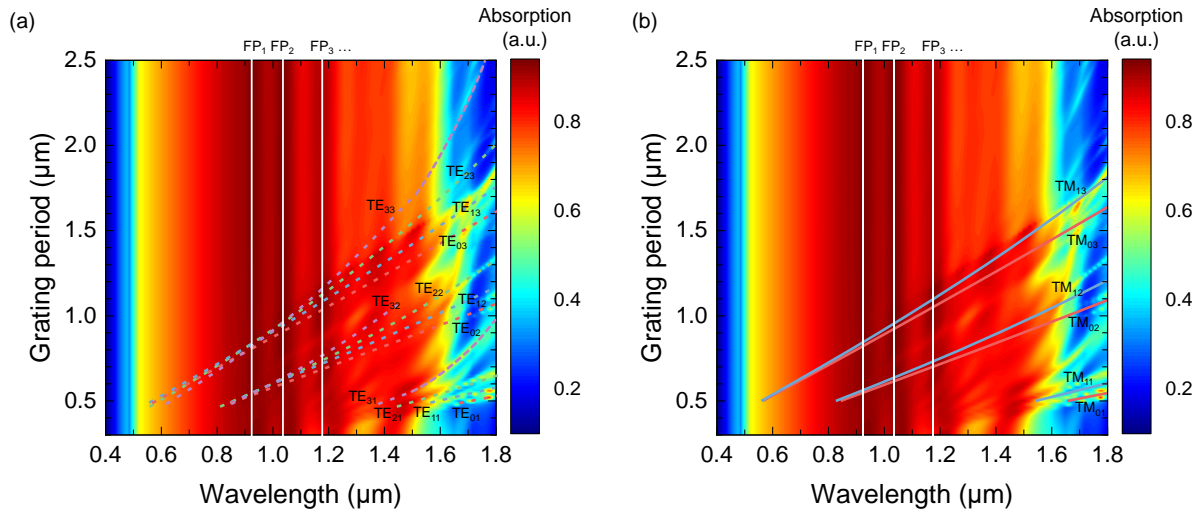 (a)
Absorption
(a.u.)
FP₁ FP₂ FP₃ ...
2.5
2.0
1.5
1.0
0.5
Grating period (μm)
0.4 0.6 0.8 1.0 1.2 1.4 1.6 1.8
Wavelength (μm)
TE₂₃
TE₃₃
TE₁₃
TE₀₃
TE₂₂
TE₃₂
TE₁₂
TE₀₂
TE₃₁
TE₂₁
TE₁₁
TE₀₁
0.8
0.6
0.4
0.2
(b)
Absorption
(a.u.)
FP₁ FP₂ FP₃ ...
2.5
2.0
1.5
1.0
0.5
Grating period (μm)
0.4 0.6 0.8 1.0 1.2 1.4 1.6 1.8
Wavelength (μm)
TM₁₃
TM₀₃
TM₁₂
TM₀₂
TM₁₁
TM₀₁
0.8
0.6
0.4
0.2